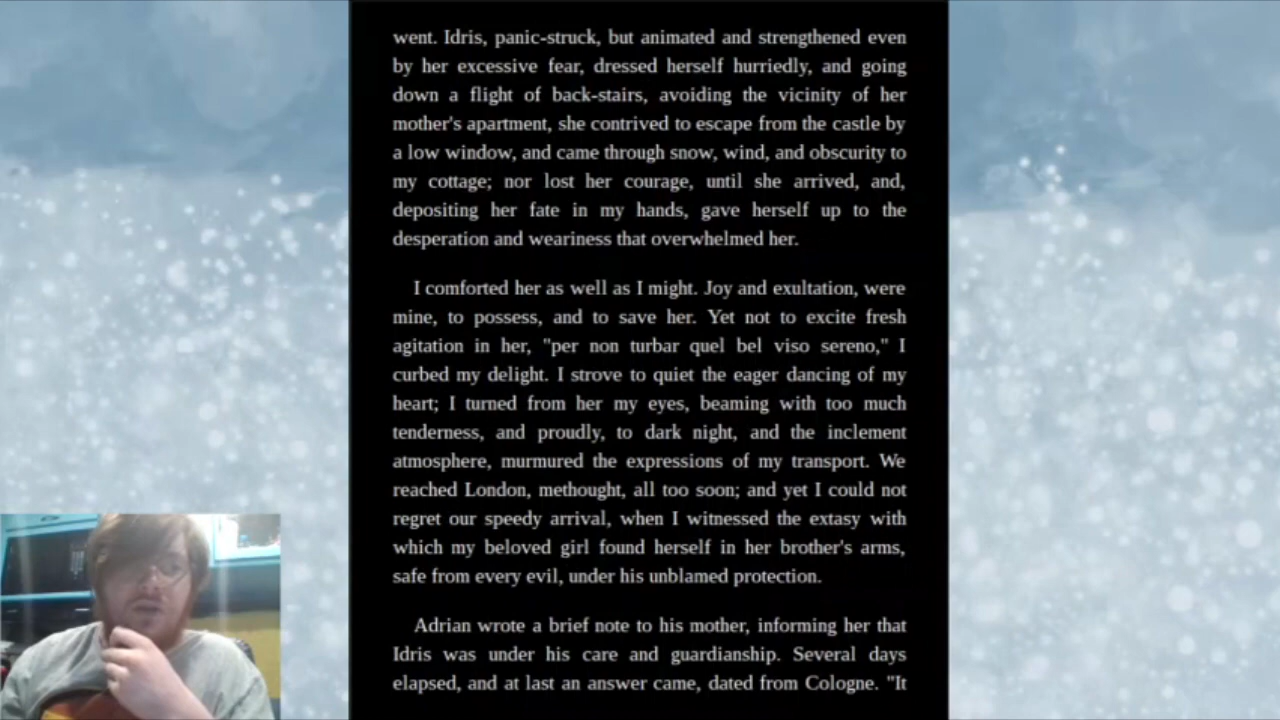 went. Idris, panic-struck, but animated and strengthened even
by her excessive fear, dressed herself hurriedly, and going
down a flight of back-stairs, avoiding the vicinity of her
mother's apartment, she contrived to escape from the castle by
a low window, and came through snow, wind, and obscurity to
my cottage; nor lost her courage, until she arrived, and,
depositing her fate in my hands, gave herself up to the
desperation and weariness that overwhelmed her.
I comforted her as well as I might. Joy and exultation, were
mine, to possess, and to save her. Yet not to excite fresh
agitation in her, "per non turbar quel bel viso sereno," I
curbed my delight. I strove to quiet the eager dancing of my
heart; I turned from her my eyes, beaming with too much
tenderness, and proudly, to dark night, and the inclement
atmosphere, murmured the expressions of my transport. We
reached London, methought, all too soon; and yet I could not
regret our speedy arrival, when I witnessed the extasy with
which my beloved girl found herself in her brother's arms,
safe from every evil, under his unblamed protection.
Adrian wrote a brief note to his mother, informing her that
Idris was under his care and guardianship. Several days
elapsed, and at last an answer came, dated from Cologne. "It